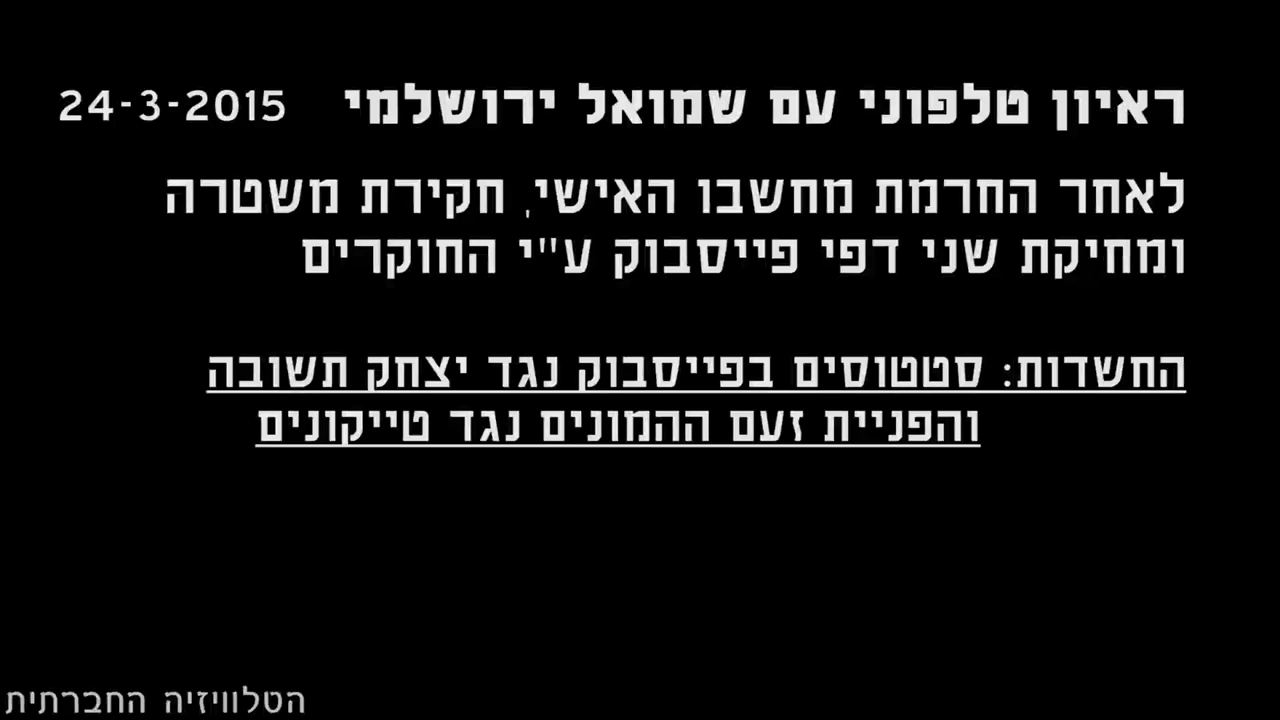 ראיון טלפוני עם שמואל ירושלמי 24-3-2015
לאחר החרמת מחשבו האישי, חקירת משטרה
ומחיקת שני דפי פייסבוק ע"י החוקרים
החשדות: סטטוסים בפייסבוק נגד יצחק תשובה
והפניית זעם ההמונים נגד טייקונים
הטלוויזיה החברתית